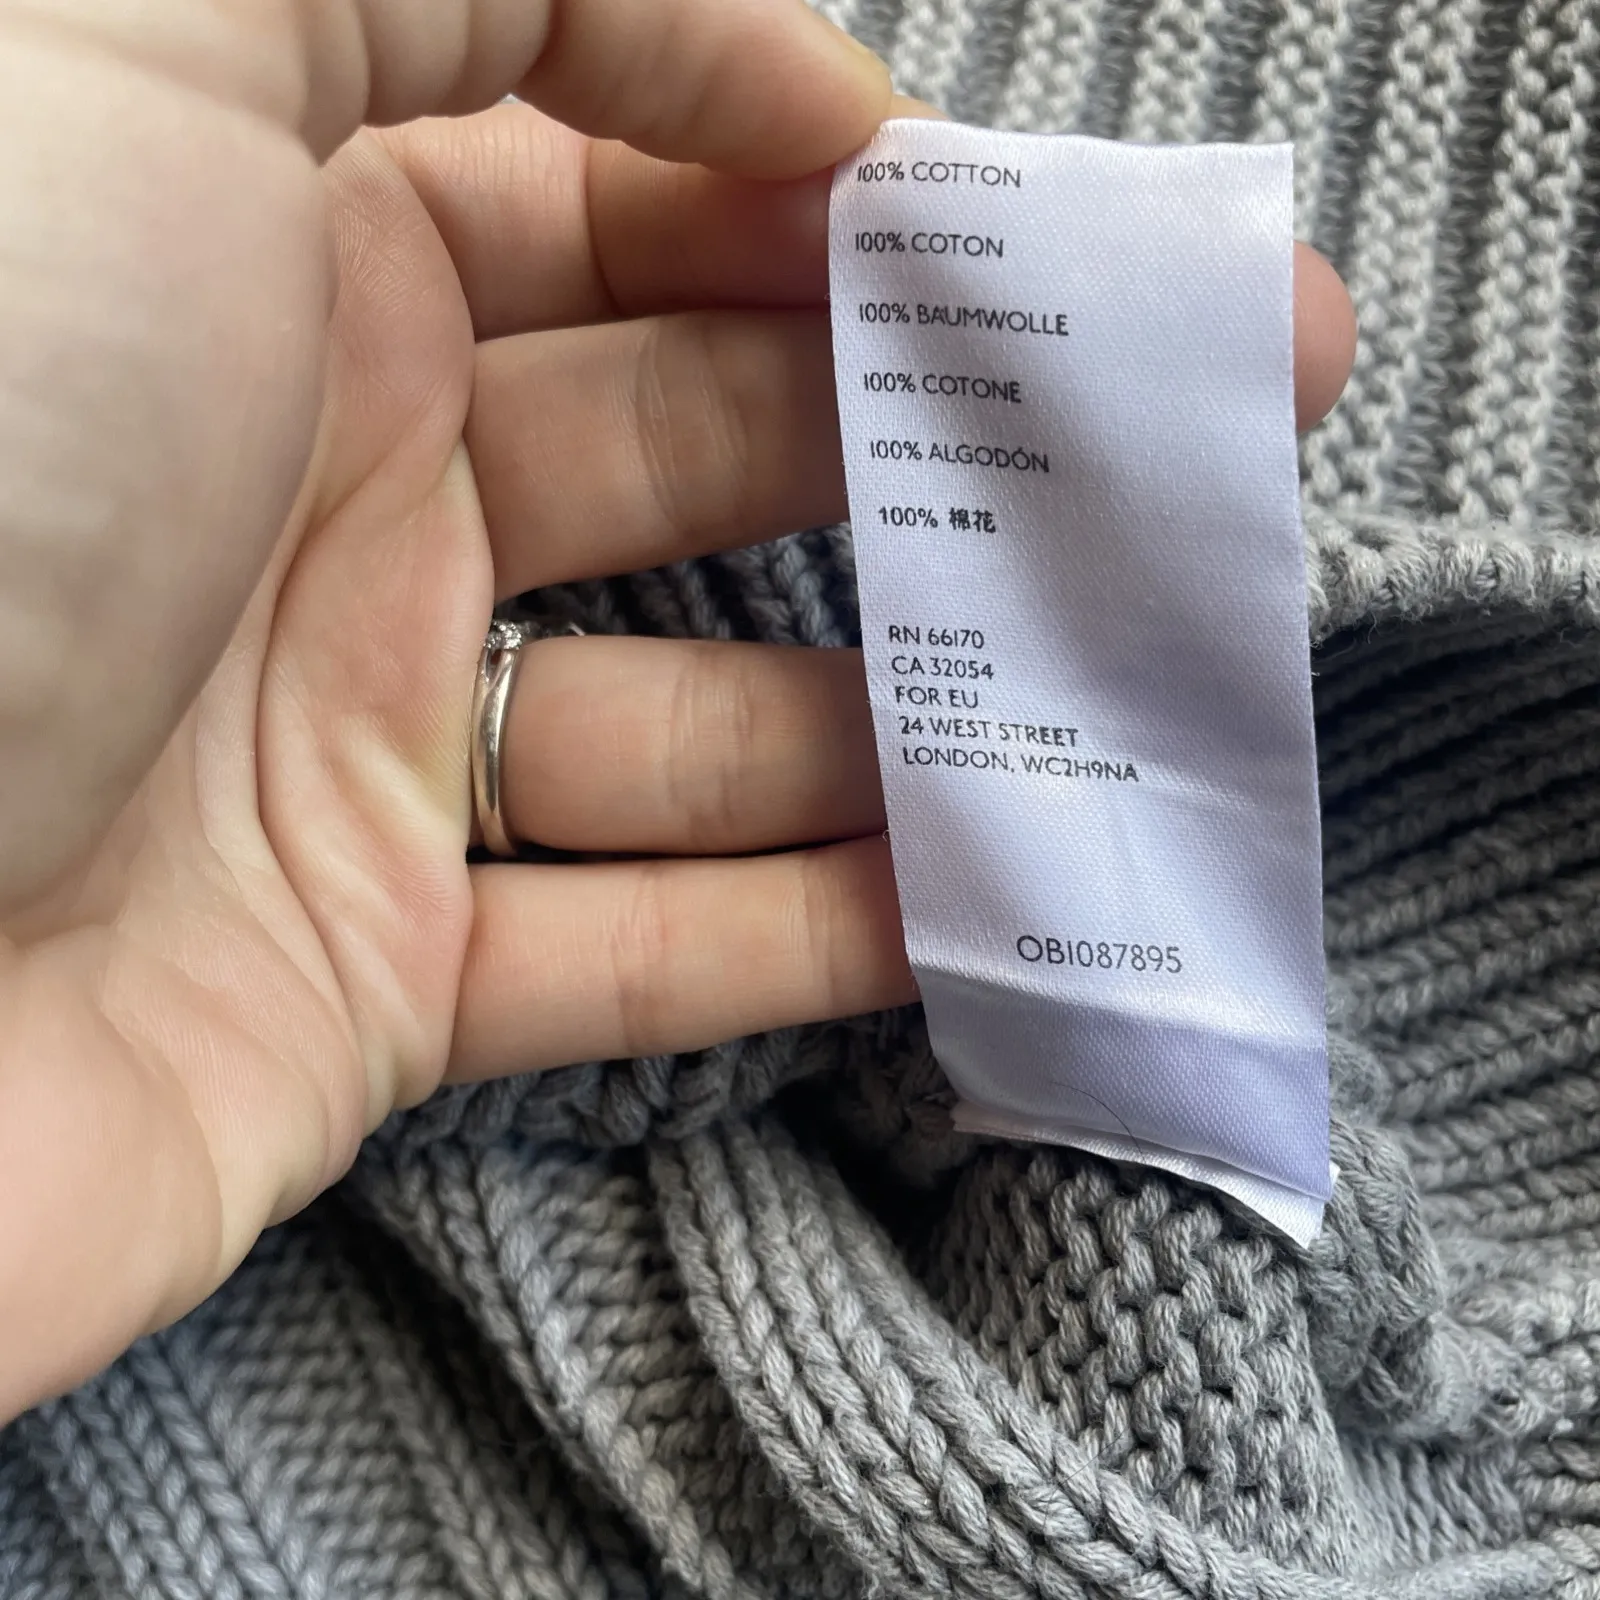 100% COTTON
100% COTON
100% BAUMWOLLE
100% COTONE
100% ALGODÓN
100% 棉花
RN 66170
CA 32054
FOR EU
24 WEST STREET
LONDON, WC2H9NA
OB1087895